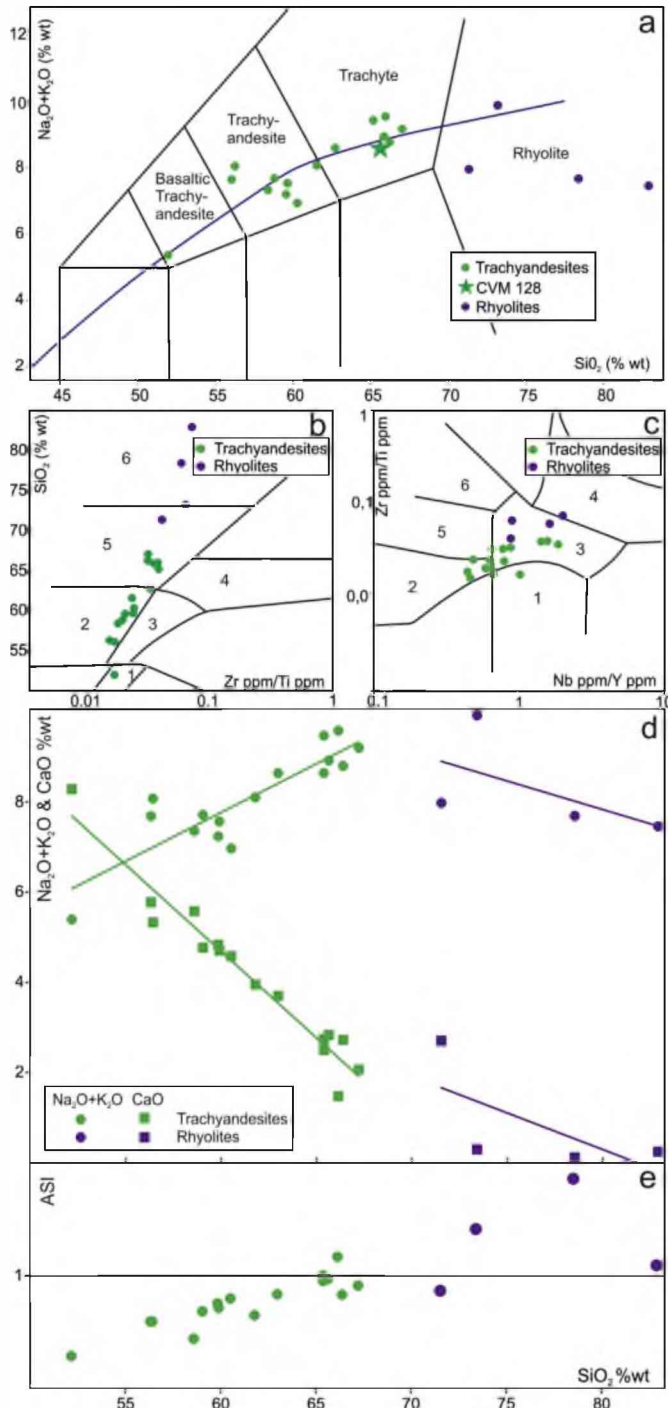 a
Na₂O+K₂O (% wt)
12
10
8
6
4
2
Trachyte
Trachy-
andesite
Basaltic
Trachy-
andesite
Rhyolite
Trachyandesites
CVM 128
Rhyolites
Si0₂ (% wt)
45 50 55 60 65 70 75 80
b
SiO₂ (% wt)
80
75
70
65
60
55
Trachyandesites
Rhyolites
6
5
4
2
3
1
Zr ppm/Ti ppm
0.01 0.1 1
c
Zr ppm/Ti ppm
1
0,1
0,0
Trachyandesites
Rhyolites
6
4
5
3
2
1
Nb ppm/Y ppm
0.1 1 10
d
Na₂O+K₂O & CaO %wt
8
6
4
2
Na₂O+K₂O CaO
Trachyandesites
Rhyolites
e
ASI
1
SiO₂ %wt
55 60 65 70 75 80